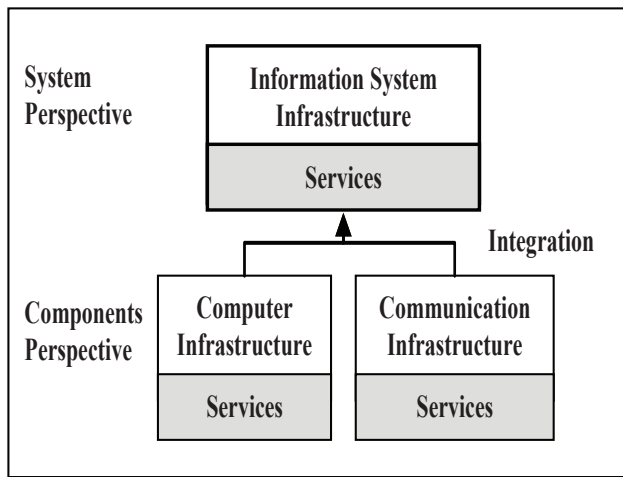 System
Perspective
Information System
Infrastructure
Services
Integration
Components
Perspective
Computer
Infrastructure
Services
Communication
Infrastructure
Services